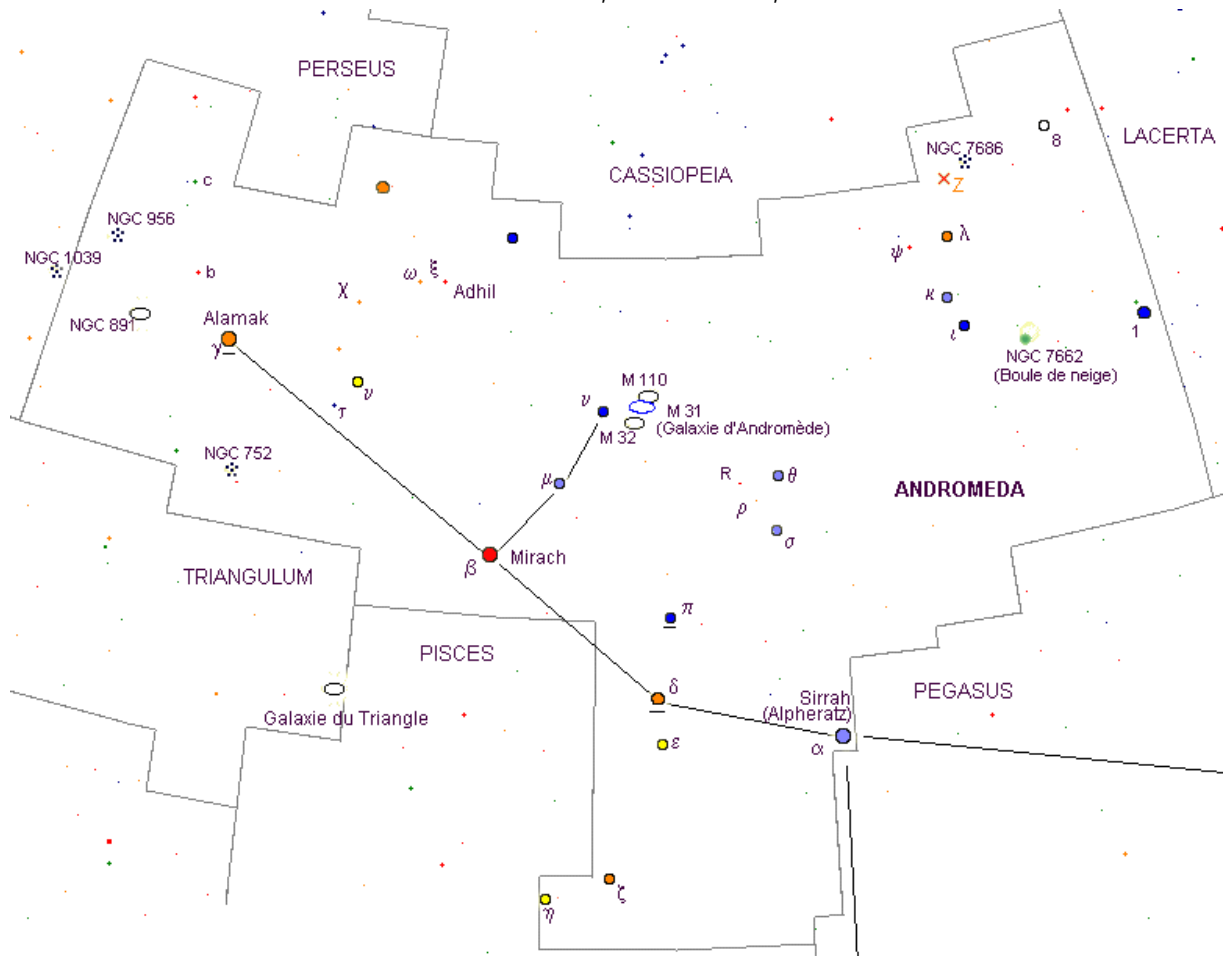 PERSEUS
CASSIOPEIA
LACERTA
8
NGC 7686
Z
c
NGC 956
λ
ψ
NGC 1039
b
ω
ξ
Adhil
χ
κ
NGC 891
Alamak
γ
ι
1
NGC 7662
(Boule de neige)
υ
τ
M 110
ν
M 31
(Galaxie d'Andromède)
M 32
NGC 752
R
θ
ρ
ANDROMEDA
μ
σ
β
Mirach
TRIANGULUM
π
PISCES
δ
Sirrah
(Alpheratz)
PEGASUS
Galaxie du Triangle
ε
α
ζ
η